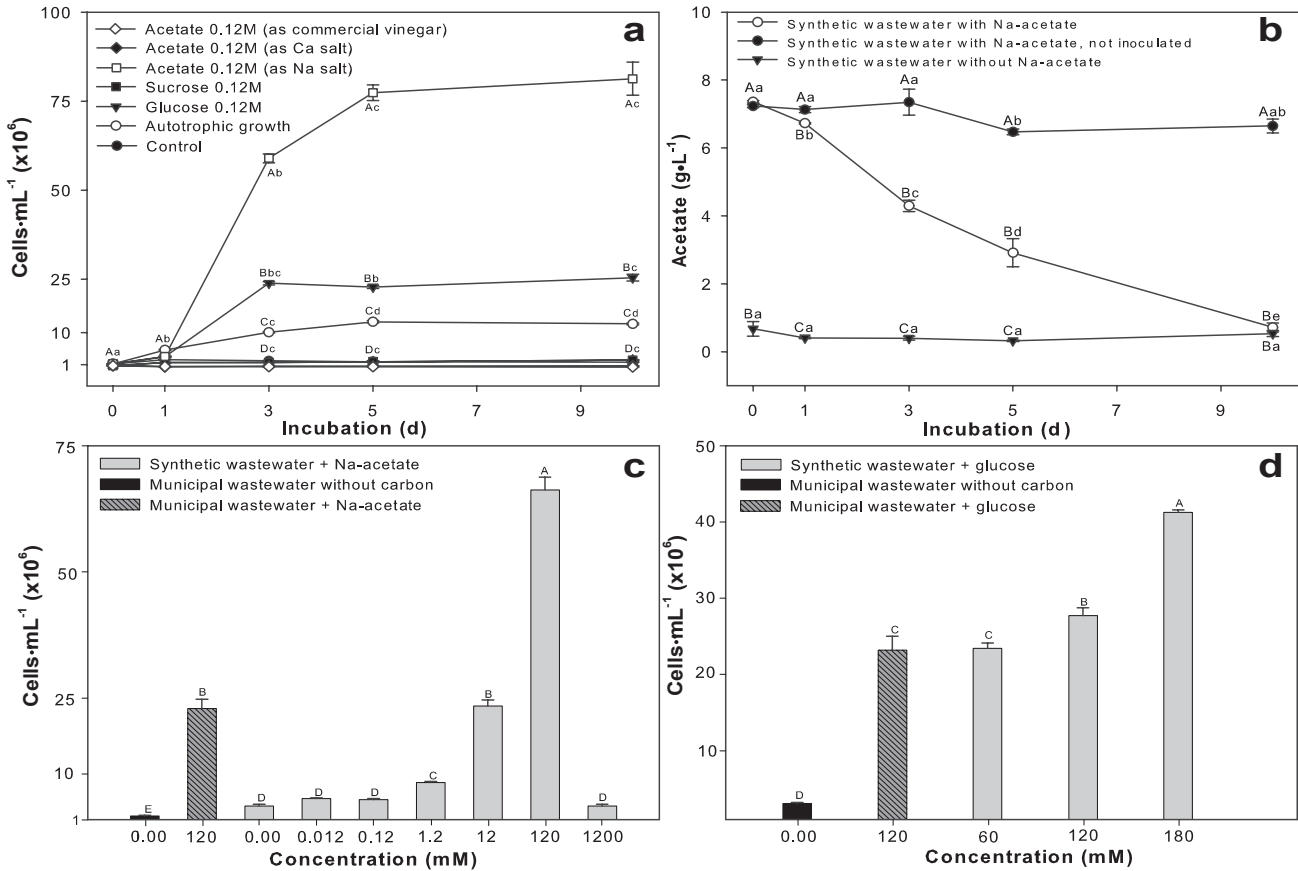 a
Acetate 0.12M (as commercial vinegar)
Acetate 0.12M (as Ca salt)
Acetate 0.12M (as Na salt)
Sucrose 0.12M
Glucose 0.12M
Autotrophic growth
Control
Cells·mL⁻¹ (x10⁶)
100
75
50
25
10
1
Aa
Ab
Ab
Ac
Ac
Bbc
Bb
Bc
Cc
Cd
Cd
Dc
Dc
Dc
0
1
3
5
7
9
Incubation (d)
b
Synthetic wastewater with Na-acetate
Synthetic wastewater with Na-acetate, not inoculated
Synthetic wastewater without Na-acetate
Acetate (g•L⁻¹)
10
8
6
4
2
0
Aa
Aa
Aa
Ab
Aab
Bb
Bc
Bd
Be
Ba
Ca
Ca
Ca
Ba
0
1
3
5
7
9
Incubation (d)
c
Synthetic wastewater + Na-acetate
Municipal wastewater without carbon
Municipal wastewater + Na-acetate
Cells·mL⁻¹ (x10⁶)
75
50
25
10
1
E
B
D
D
D
C
B
A
D
0.00
120
0.00
0.012
0.12
1.2
12
120
1200
Concentration (mM)
d
Synthetic wastewater + glucose
Municipal wastewater without carbon
Municipal wastewater + glucose
Cells·mL⁻¹ (x10⁶)
50
40
30
20
10
D
C
C
B
A
0.00
120
60
120
180
Concentration (mM)